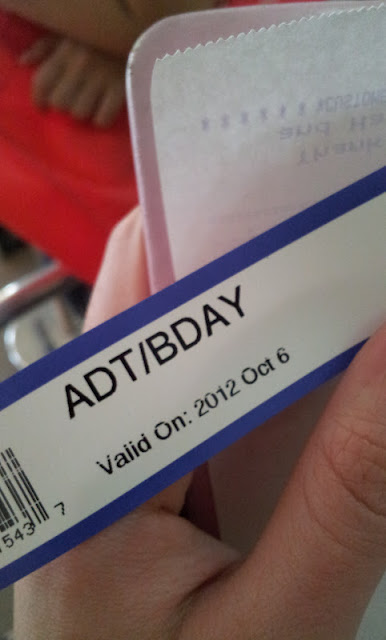 ADT/BDAY
Valid On: 2012 Oct 6
543 7